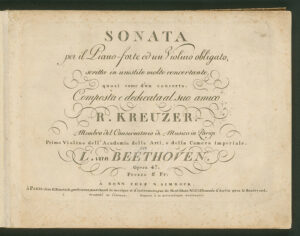 SONATA
per il Piano-forte ed un Violino obligato,
scritta in uno stilo molto concertante,
quasi come d'un concerto.
Composta e dedicata al suo amico
R. KREUZER.
Membro del Conservatorio di Musica in Parigi
Primo Violino dell'Academia delle Arti, e della Camera imperiale.
Per
L. van BEETHOVEN.
Opera 47.
Prezzo 6 Fr.
À BONN CHEZ N. SIMROCK